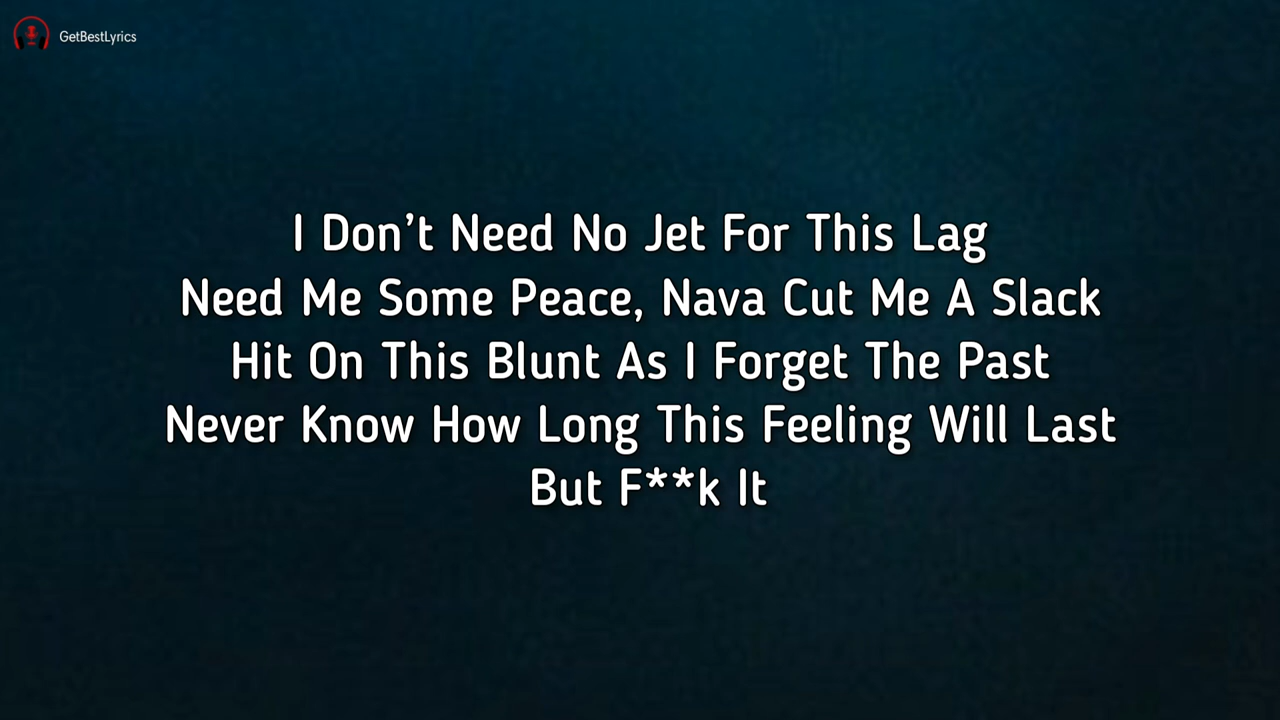 GetBestLyrics
I Don’t Need No Jet For This Lag
Need Me Some Peace, Nava Cut Me A Slack
Hit On This Blunt As I Forget The Past
Never Know How Long This Feeling Will Last
But F**k It